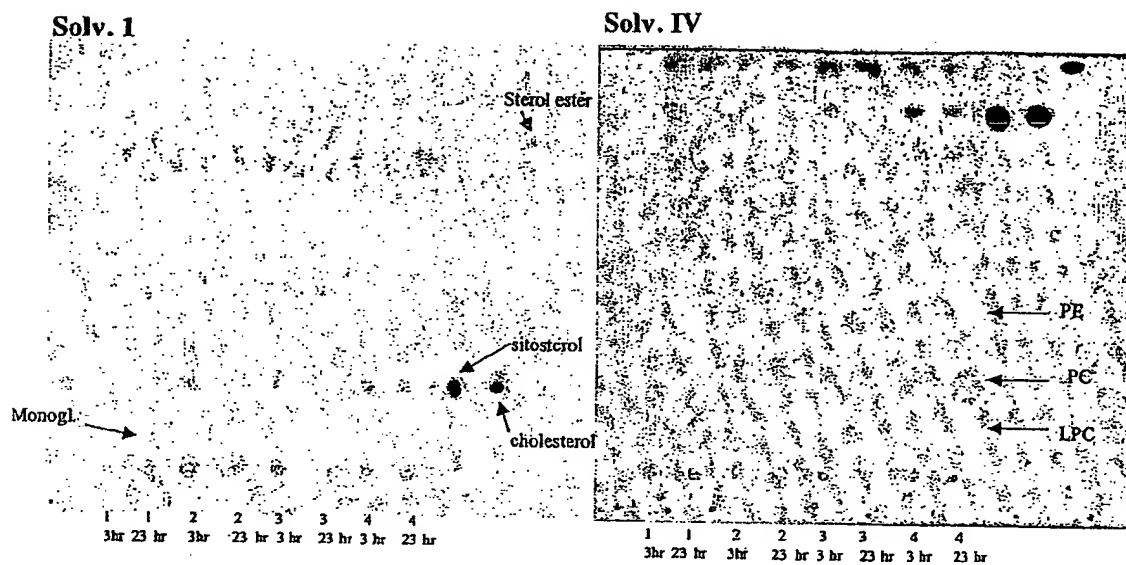 Solv. 1
Sterol ester
sitosterol
Monogl.
cholesterol
1 1 2 2 3 3 4 4
3hr 23 hr 3hr 23 hr 3 hr 23 hr 3 hr 23 hr
Solv. IV
PE
PC
LPC
1 1 2 2 3 3 4 4
3hr 23 hr 3hr 23 hr 3 hr 23 hr 3 hr 23 hr